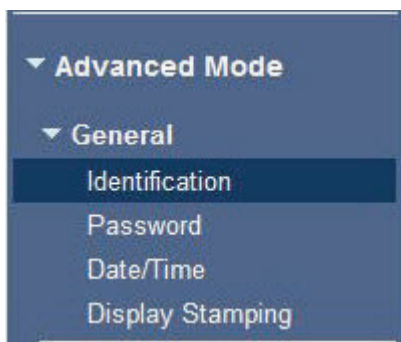 Advanced Mode
General
Identification
Password
Date/Time
Display Stamping